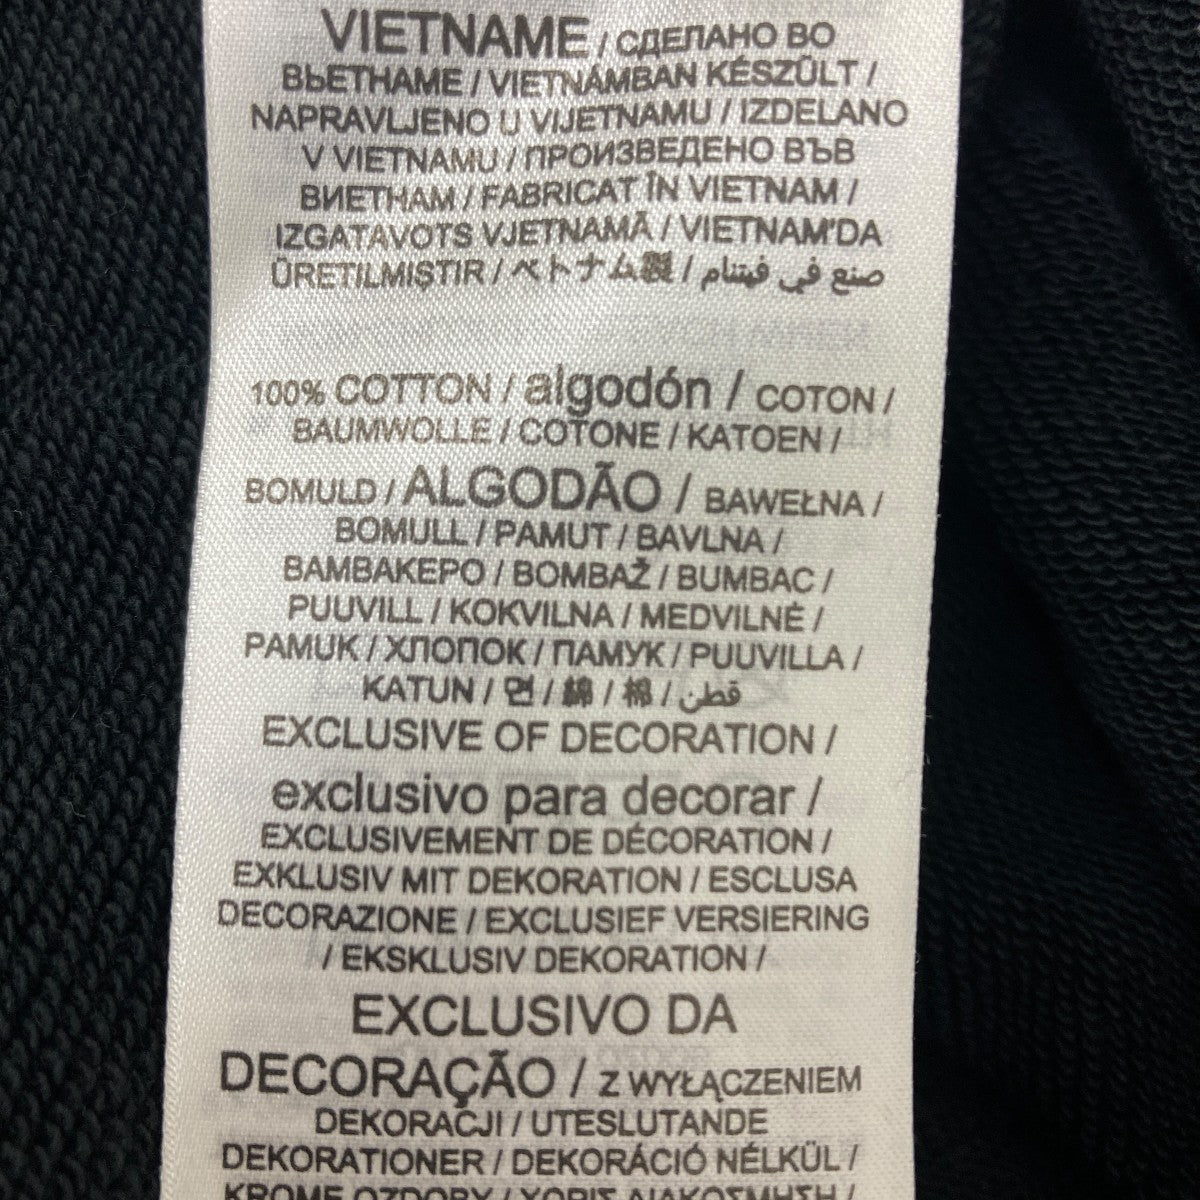 VIETNAME / СДЕЛАНО ВО
ВЬЕТНАМЕ / VIETNÁMBAN KÉSZÜLT /
NAPRAVLJENO U VIJETNAMU / IZDELANO
V VIETNAMU / ПРОИЗВЕДЕНО ВЪВ
ВИЕТНАМ / FABRICAT ÎN VIETNAM /
IZGATAVOTS VJETNAMĀ / VIETNAM'DA
ÜRETILMIŞTIR / ベトナム製 / صنع في فيتنام
100% COTTON / algodón / COTON /
BAUMWOLLE / COTONE / KATOEN /
BOMULD / ALGODÃO / BAWEŁNA /
BOMULL / PAMUT / BAVLNA /
ΒΑΜΒΑΚΕΡΟ / BOMBAŽ / BUMBAC /
PUUVILL / KOKVILNA / MEDVILNĖ /
PAMUK / ХЛОПОК / ПАМУК / PUUVILLA /
KATUN / 면 / 綿 / 棉 / قطن
EXCLUSIVE OF DECORATION /
exclusivo para decorar /
EXCLUSIVEMENT DE DÉCORATION /
EXKLUSIV MIT DEKORATION / ESCLUSA
DECORAZIONE / EXCLUSIEF VERSIERING
/ EKSKLUSIV DEKORATION /
EXCLUSIVO DA
DECORAÇÃO / Z WYŁĄCZENIEM
DEKORACJI / UTESLUTANDE
DEKORATIONER / DEKORÁCIÓ NÉLKÜL /
KROMĚ OZDOBY / ΧΩΡΙΣ ΔΙΑΚΟΣΜΗΣΗ /